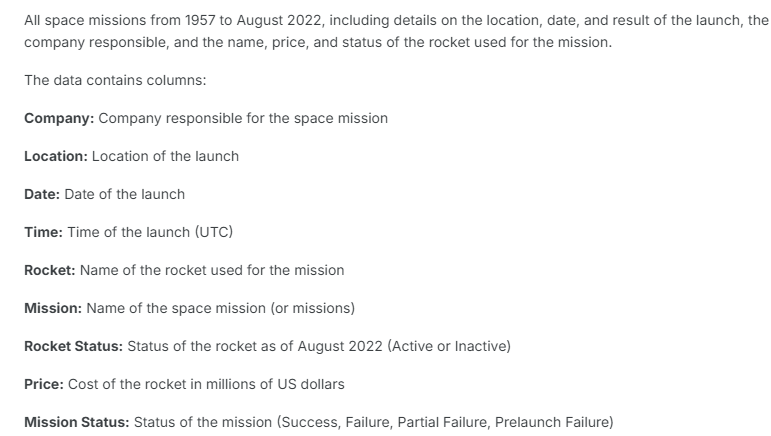 All space missions from 1957 to August 2022, including details on the location, date, and result of the launch, the
company responsible, and the name, price, and status of the rocket used for the mission.
The data contains columns:
Company: Company responsible for the space mission
Location: Location of the launch
Date: Date of the launch
Time: Time of the launch (UTC)
Rocket: Name of the rocket used for the mission
Mission: Name of the space mission (or missions)
Rocket Status: Status of the rocket as of August 2022 (Active or Inactive)
Price: Cost of the rocket in millions of US dollars
Mission Status: Status of the mission (Success, Failure, Partial Failure, Prelaunch Failure)